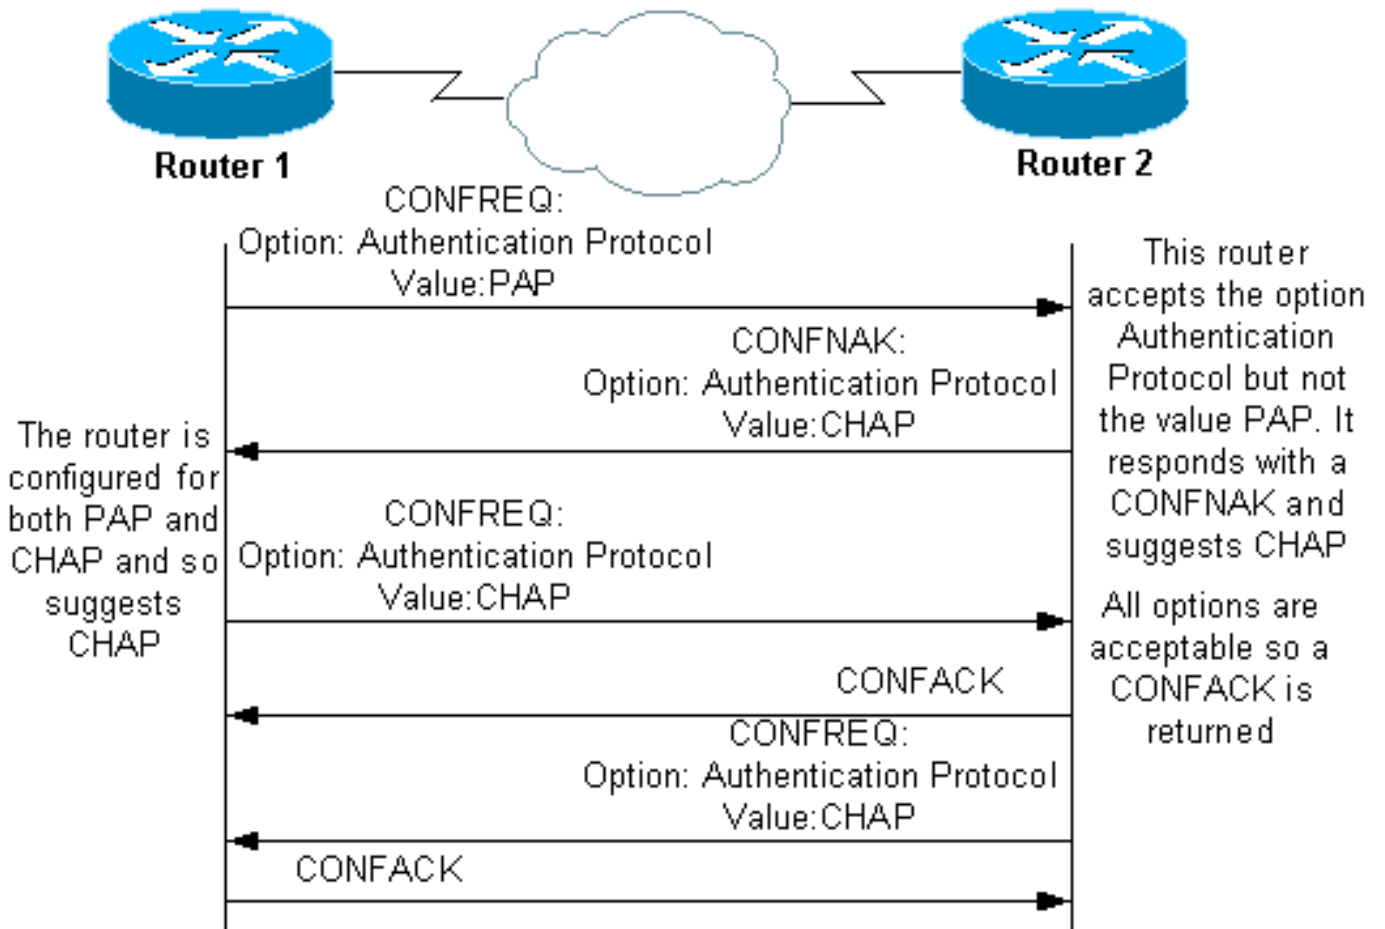 Router 1
Router 2
CONFREQ:
Option: Authentication Protocol
Value:PAP
This router
accepts the option
Authentication
Protocol but not
the value PAP. It
responds with a
CONFNAK and
suggests CHAP
CONFNAK:
Option: Authentication Protocol
Value:CHAP
The router is
configured for
both PAP and
CHAP and so
suggests
CHAP
CONFREQ:
Option: Authentication Protocol
Value:CHAP
All options are
acceptable so a
CONFACK is
returned
CONFACK
CONFREQ:
Option: Authentication Protocol
Value:CHAP
CONFACK